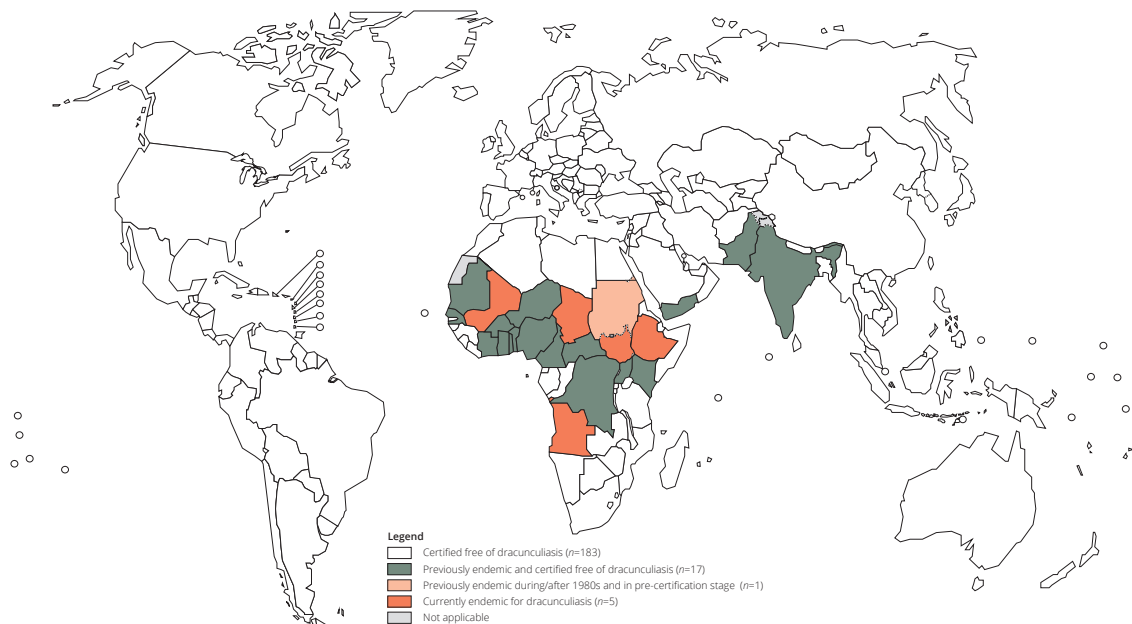 Legend
Certified free of dracunculiasis (n=183)
Previously endemic and certified free of dracunculiasis (n=17)
Previously endemic during/after 1980s and in pre-certification stage (n=1)
Currently endemic for dracunculiasis (n=5)
Not applicable